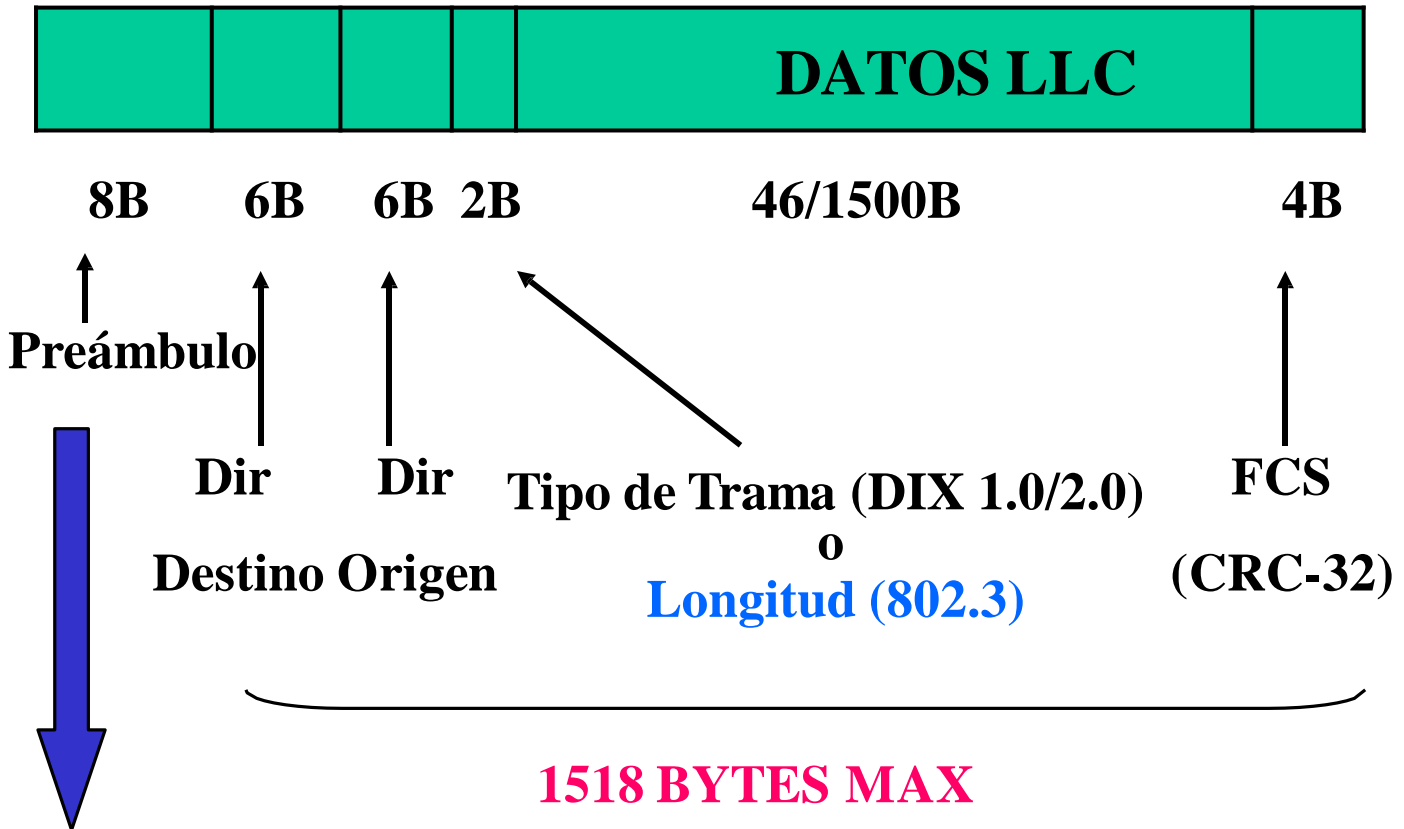 DATOS LLC
8B 6B 6B 2B 46/1500B 4B
Preámbulo
Dir Dir Tipo de Trama (DIX 1.0/2.0) FCS
o
Destino Origen Longitud (802.3) (CRC-32)
1518 BYTES MAX